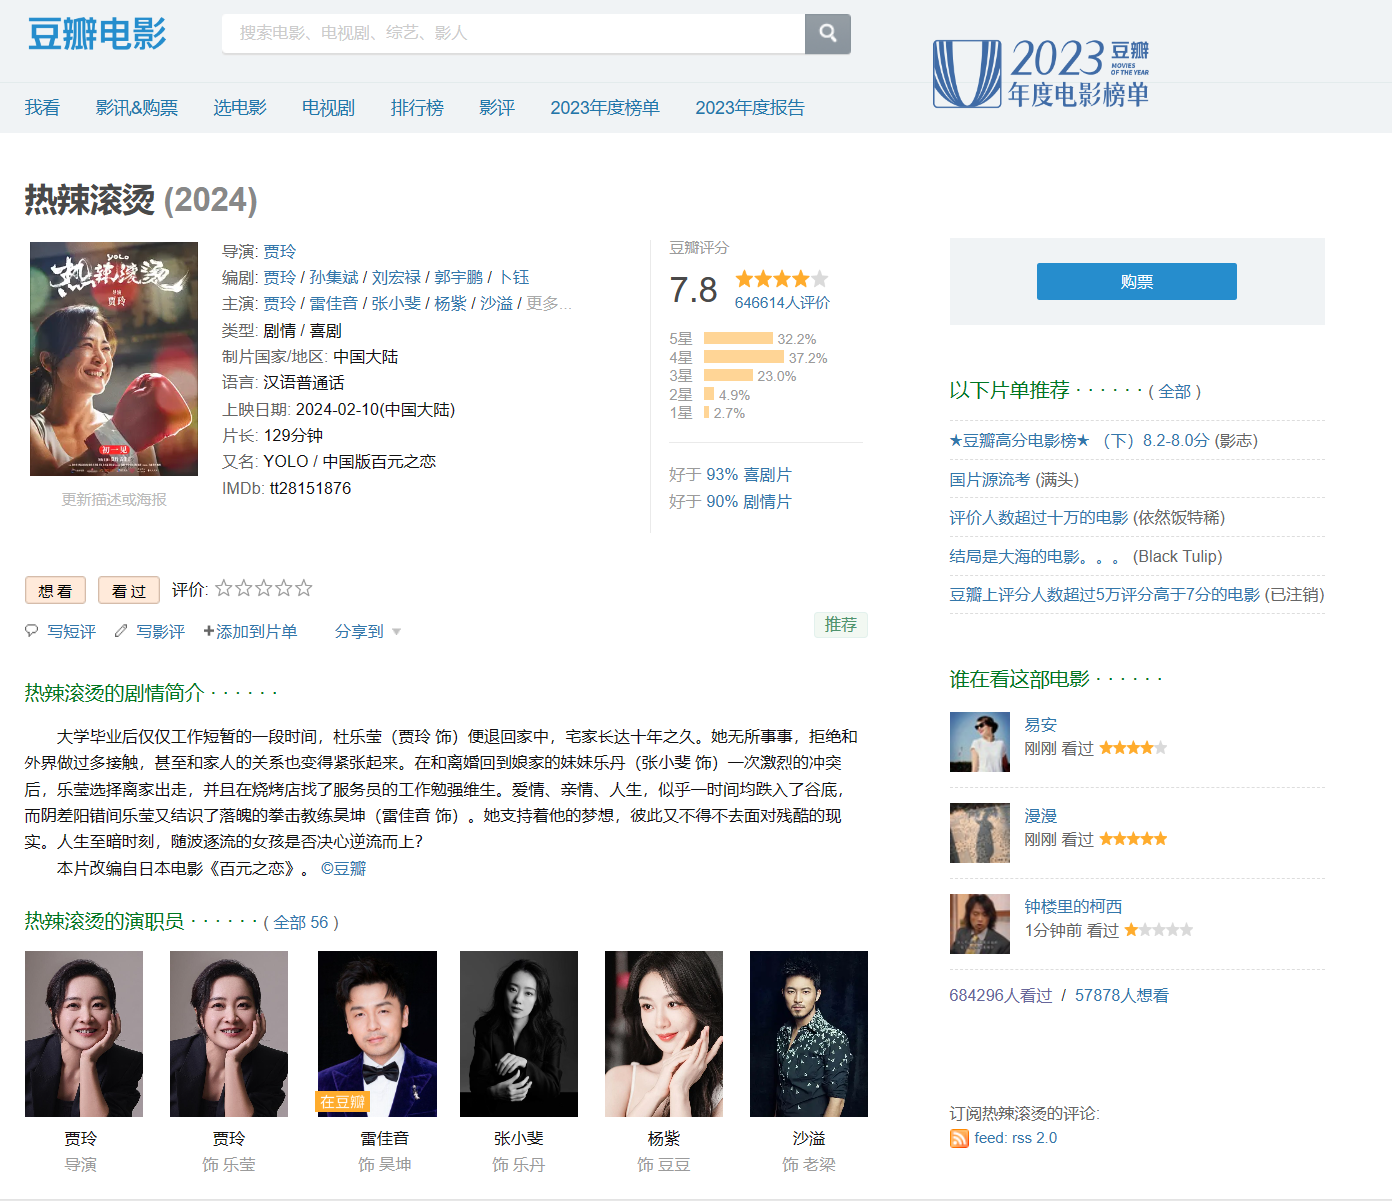 豆瓣电影
搜索电影、电视剧、综艺、影人
2023 豆瓣
MOVIES OF THE YEAR
年度电影榜单
我看 影讯&购票 选电影 电视剧 排行榜 影评 2023年度榜单 2023年度报告
热辣滚烫 (2024)
YOLO
热辣滚烫
贾玲
初一见
更新描述或海报
导演: 贾玲
编剧: 贾玲 / 孙集斌 / 刘宏禄 / 郭宇鹏 / 卜钰
主演: 贾玲 / 雷佳音 / 张小斐 / 杨紫 / 沙溢 / 更多...
类型: 剧情 / 喜剧
制片国家/地区: 中国大陆
语言: 汉语普通话
上映日期: 2024-02-10(中国大陆)
片长: 129分钟
又名: YOLO / 中国版百元之恋
IMDb: tt28151876
豆瓣评分
7.8
646614人评价
5星 32.2%
4星 37.2%
3星 23.0%
2星 4.9%
1星 2.7%
好于 93% 喜剧片
好于 90% 剧情片
想看 看过 评价:
写短评 写影评 +添加到片单 分享到
推荐
热辣滚烫的剧情简介 · · · · · ·
大学毕业后仅仅工作短暂的一段时间，杜乐莹（贾玲 饰）便退回家中，宅家长达十年之久。她无所事事，拒绝和
外界做过多接触，甚至和家人的关系也变得紧张起来。在和离婚回到娘家的妹妹乐丹（张小斐 饰）一次激烈的冲突
后，乐莹选择离家出走，并且在烧烤店找了服务员的工作勉强维生。爱情、亲情、人生，似乎一时间均跌入了谷底，
而阴差阳错间乐莹又结识了落魄的拳击教练昊坤（雷佳音 饰）。她支持着他的梦想，彼此又不得不去面对残酷的现
实。人生至暗时刻，随波逐流的女孩是否决心逆流而上？
本片改编自日本电影《百元之恋》。 ©豆瓣
热辣滚烫的演职员 · · · · · · ( 全部 56 )
在豆瓣
贾玲 贾玲 雷佳音 张小斐 杨紫 沙溢
导演 饰 乐莹 饰 昊坤 饰 乐丹 饰 豆豆 饰 老梁
购票
以下片单推荐 · · · · · · ( 全部 )
★豆瓣高分电影榜★ （下）8.2-8.0分 (影志)
国片源流考 (满头)
评价人数超过十万的电影 (依然饭特稀)
结局是大海的电影。。。 (Black Tulip)
豆瓣上评分人数超过5万评分高于7分的电影 (已注销)
谁在看这部电影 · · · · · ·
易安
刚刚 看过
漫漫
刚刚 看过
钟楼里的柯西
1分钟前 看过
684296人看过 / 57878人想看
订阅热辣滚烫的评论:
feed: rss 2.0